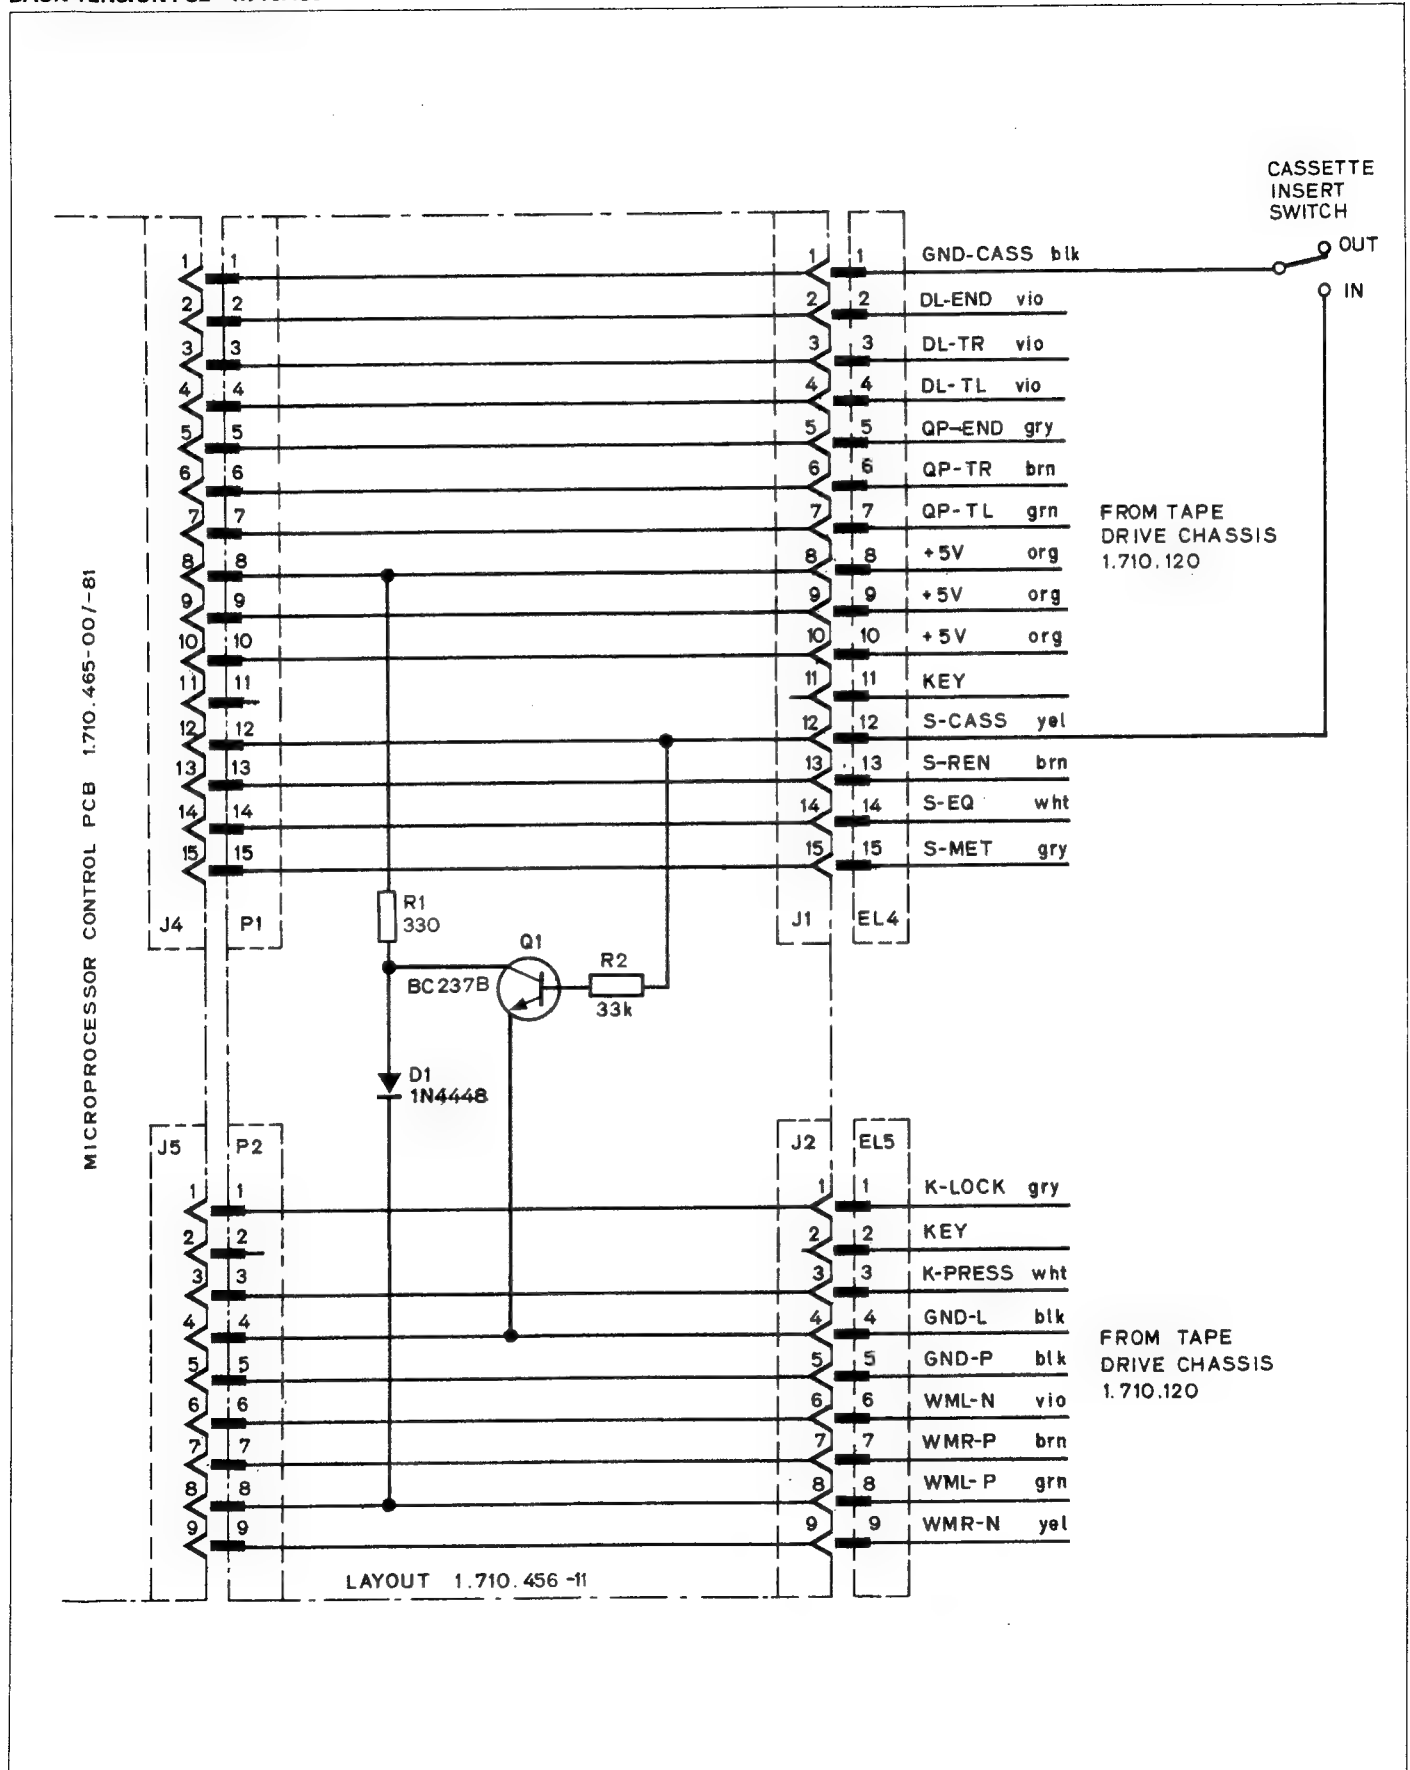 CASSETTE
INSERT
SWITCH
OUT
IN
1 1 1 1 GND-CASS blk
2 2 2 2 DL-END vio
3 3 3 3 DL-TR vio
4 4 4 4 DL-TL vio
5 5 5 5 QP-END gry
6 6 6 6 QP-TR brn
7 7 7 7 QP-TL grn
8 8 8 8 +5V org
9 9 9 9 +5V org
10 10 10 10 +5V org
11 11 11 11 KEY
12 12 12 12 S-CASS yel
13 13 13 13 S-REN brn
14 14 14 14 S-EQ wht
15 15 15 15 S-MET gry
FROM TAPE
DRIVE CHASSIS
1.710.120
J4 P1 J1 EL4
MICROPROCESSOR CONTROL PCB 1.710.465-00/-81
R1
330
Q1
BC237B
R2
33k
D1
1N4448
J5 P2 J2 EL5
1 1 1 1 K-LOCK gry
2 2 2 2 KEY
3 3 3 3 K-PRESS wht
4 4 4 4 GND-L blk
5 5 5 5 GND-P blk
6 6 6 6 WML-N vio
7 7 7 7 WMR-P brn
8 8 8 8 WML-P grn
9 9 9 9 WMR-N yel
FROM TAPE
DRIVE CHASSIS
1.710.120
LAYOUT 1.710.456-11